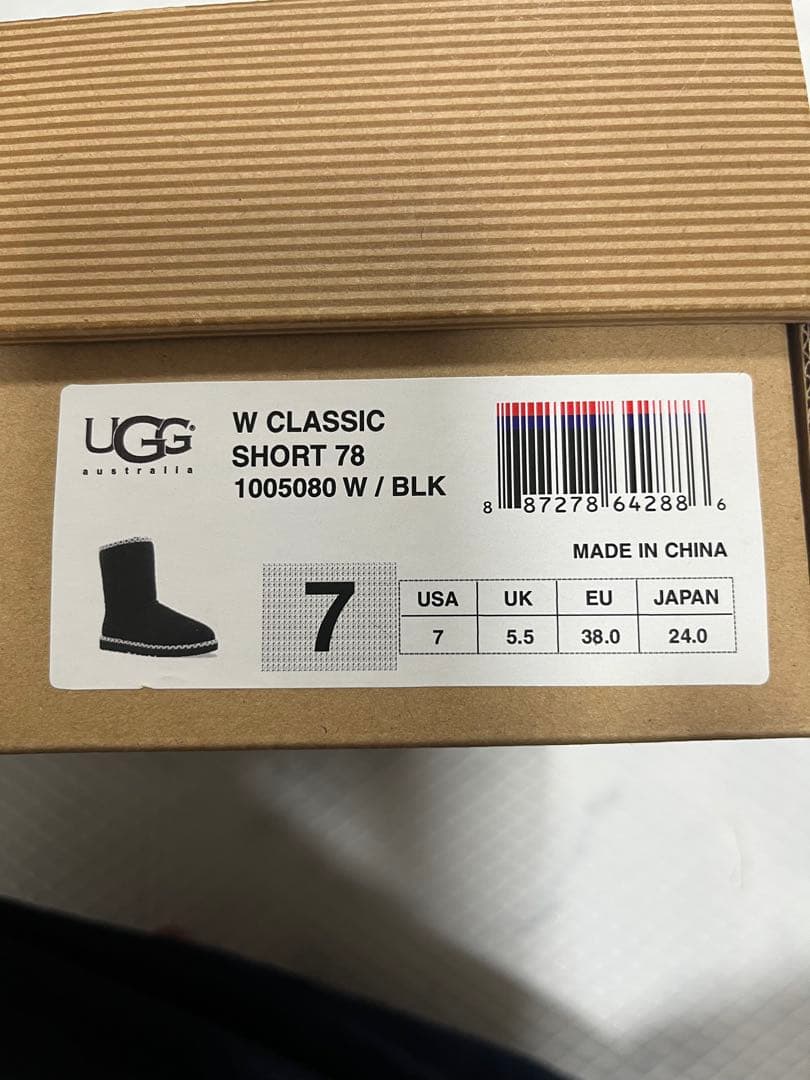 UGG®
australia
W CLASSIC
SHORT 78
1005080 W / BLK
8 87278 64288 6
MADE IN CHINA
7
USA UK EU JAPAN
7 5.5 38.0 24.0